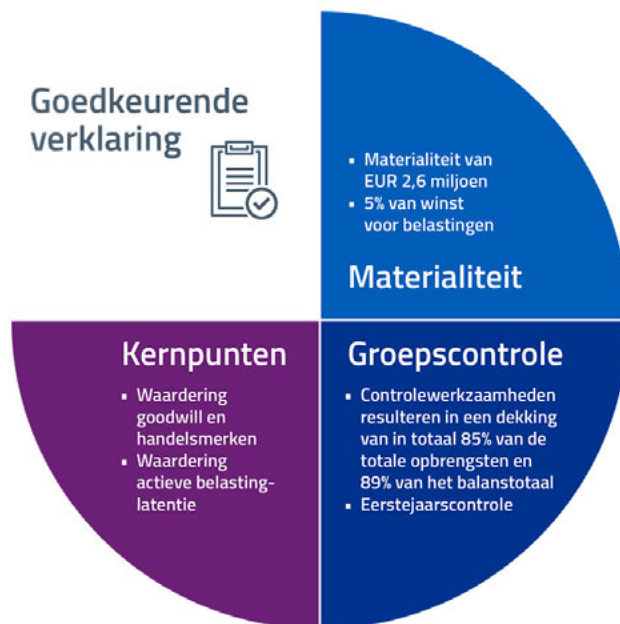 Goedkeurende
verklaring
▪ Materialiteit van
EUR 2,6 miljoen
▪ 5% van winst
voor belastingen
Materialiteit
Kernpunten
▪ Waardering
goodwill en
handelsmerken
▪ Waardering
actieve belasting-
latentie
Groepscontrole
▪ Controlewerkzaamheden
resulteren in een dekking
van in totaal 85% van de
totale opbrengsten en
89% van het balanstotaal
▪ Eerstejaarscontrole